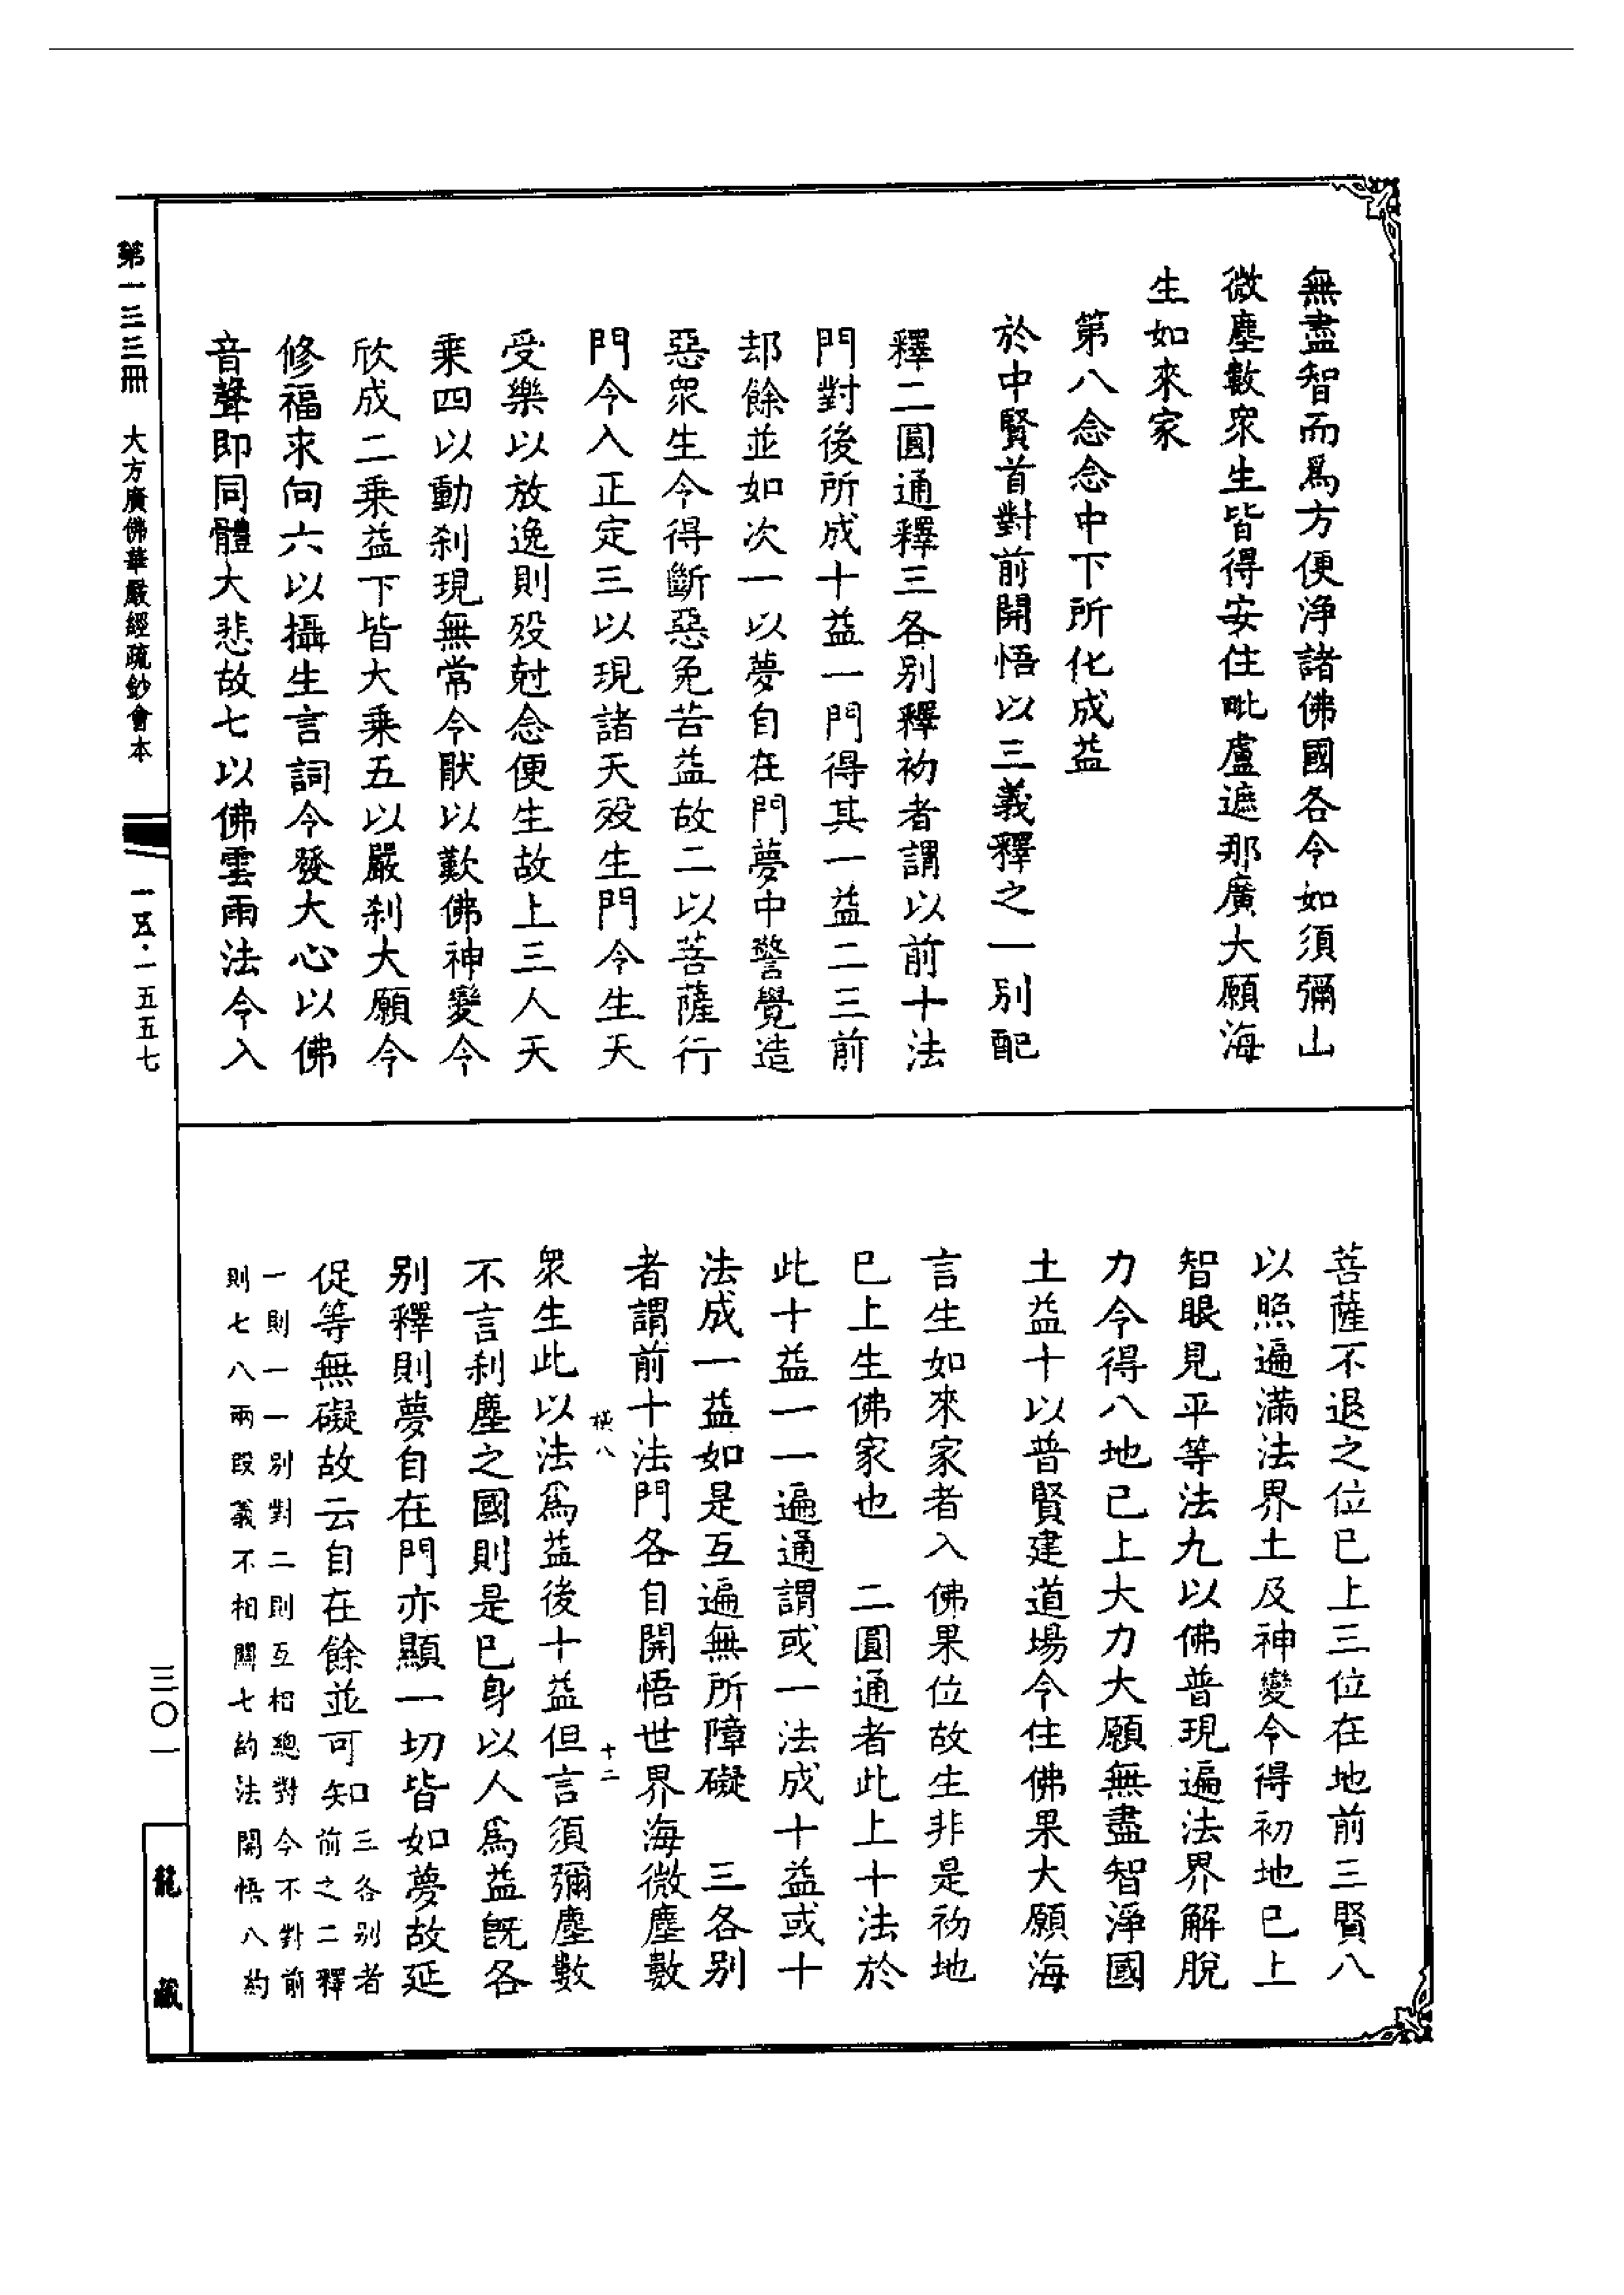 無盡智而爲方便浄諸佛國各令如須彌山
微塵數衆生皆得安住毗盧遮那廣大願海
生如來家
第八念念中下所化成益
於中賢首對前開悟以三義釋之一別配
釋二圓通釋三各別釋初者謂以前十法
門對後所成十益一門得其一益二三前
却餘並如次一以夢自在門夢中警覺造
惡衆生令得斷惡免苦益故二以菩薩行
門令入正定三以現諸天殁生門令生天
受樂以放逸則殁尅念便生故上三人天
乘四以動刹現無常令猒以歎佛神變令
欣成二乘益下皆大乘五以嚴刹大願令
修福求向六以攝生言詞令發大心以佛
音聲即同體大悲故七以佛雲雨法令入
菩薩不退之位已上三位在地前三賢八
以照遍滿法界土及神變令得初地已上
智眼見平等法九以佛普現遍法界解脫
力令得八地已上大力大願無盡智淨國
土益十以普賢建道場令住佛果大願海
言生如來家者入佛果位故生非是初地
已上生佛家也　二圓通者此上十法於
此十益一一遍通謂或一法成十益或十
法成一益如是互遍無所障礙　三各別
者謂前十法門各自開悟世界海微塵數
橫八　十二
衆生此以法爲益後十益但言須彌塵數
不言刹塵之國則是已身以人爲益旣各
別釋則夢自在門亦顯一切皆如夢故延
促等無礙故云自在餘並可知三各別者
前之二釋
一則一一別對二則互相總對今不對前
則七八兩段義不相關七約法開悟八約
第一三三冊　大方廣佛華嚴經疏鈔會本　一五·一五五七
三〇一
龍藏